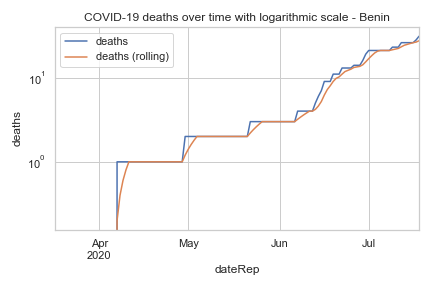 COVID-19 deaths over time with logarithmic scale - Benin
deaths
deaths (rolling)
10¹
10⁰
deaths
Apr
2020
May
Jun
Jul
dateRep